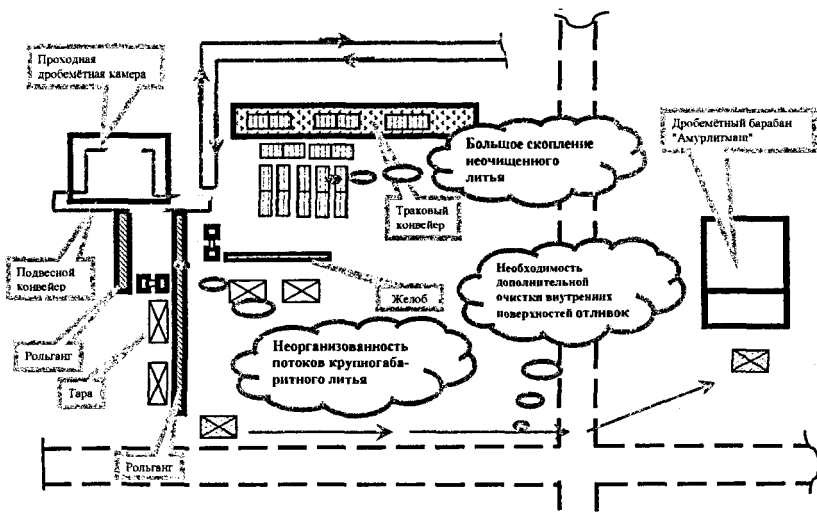 Проходная
дробемётная камера
Большое скопление
неочищенного
литья
Дробемётный барабан
"Амурлитмаш"
Траковый
конвейер
Подвесной
конвейер
Необходимость
дополнительной
очистки внутренних
поверхностей отливок
Желоб
Рольганг
Неорганизованность
потоков крупногаба-
ритного литья
Тара
Рольганг